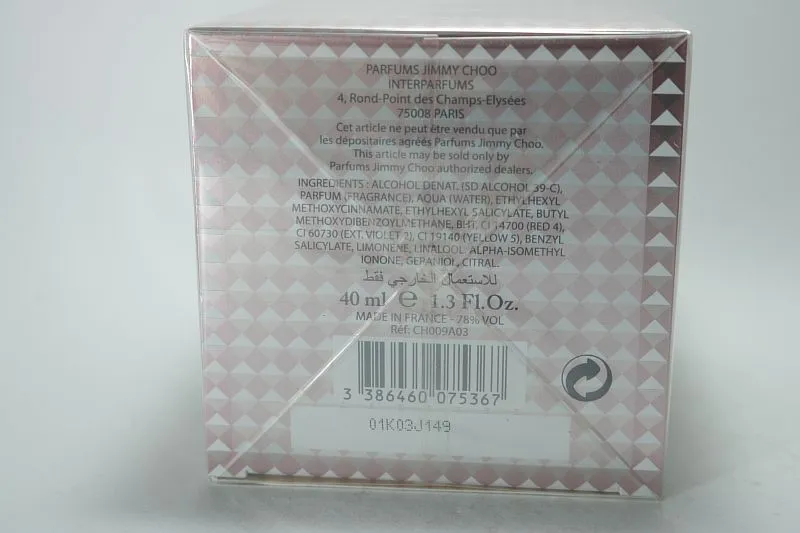 PARFUMS JIMMY CHOO
INTERPARFUMS
4, Rond-Point des Champs-Elysées
75008 PARIS
Cet article ne peut être vendu que par
les dépositaires agréés Parfums Jimmy Choo.
This article may be sold only by
Parfums Jimmy Choo authorized dealers.
INGREDIENTS : ALCOHOL DENAT. (SD ALCOHOL 39-C),
PARFUM (FRAGRANCE), AQUA (WATER), ETHYLHEXYL
METHOXYCINNAMATE, ETHYLHEXYL SALICYLATE, BUTYL
METHOXYDIBENZOYLMETHANE, BHT, CI 14700 (RED 4),
CI 60730 (EXT. VIOLET 2), CI 19140 (YELLOW 5), BENZYL
SALICYLATE, LIMONENE, LINALOOL, ALPHA-ISOMETHYL
IONONE, GERANIOL, CITRAL.
للاستعمال الخارجي فقط
40 ml ℮ 1.3 Fl.Oz.
MADE IN FRANCE - 78% VOL
Réf: CH009A03
3 386460 075367
01K03J149